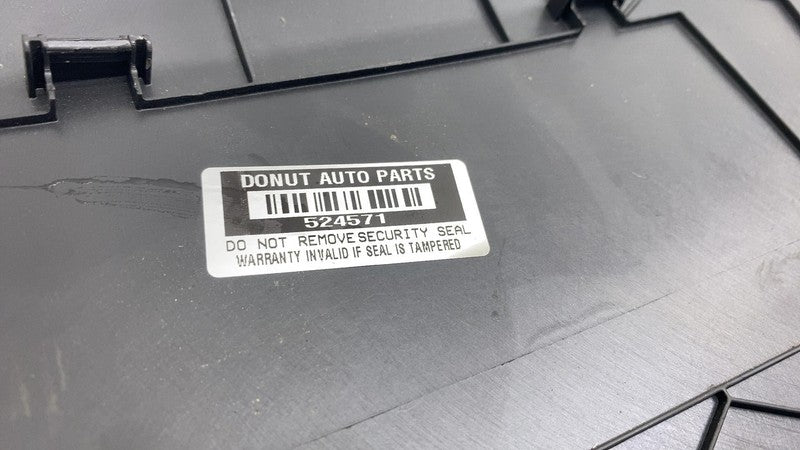 DONUT AUTO PARTS
524571
DO NOT REMOVE SECURITY SEAL
WARRANTY INVALID IF SEAL IS TAMPERED